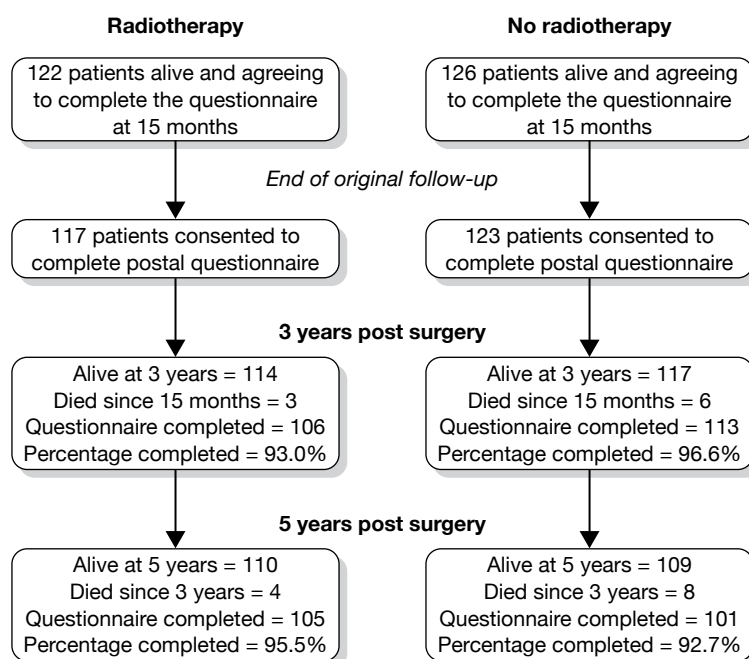 Radiotherapy
No radiotherapy
122 patients alive and agreeing
to complete the questionnaire
at 15 months
126 patients alive and agreeing
to complete the questionnaire
at 15 months
End of original follow-up
117 patients consented to
complete postal questionnaire
123 patients consented to
complete postal questionnaire
3 years post surgery
Alive at 3 years = 114
Died since 15 months = 3
Questionnaire completed = 106
Percentage completed = 93.0%
Alive at 3 years = 117
Died since 15 months = 6
Questionnaire completed = 113
Percentage completed = 96.6%
5 years post surgery
Alive at 5 years = 110
Died since 3 years = 4
Questionnaire completed = 105
Percentage completed = 95.5%
Alive at 5 years = 109
Died since 3 years = 8
Questionnaire completed = 101
Percentage completed = 92.7%